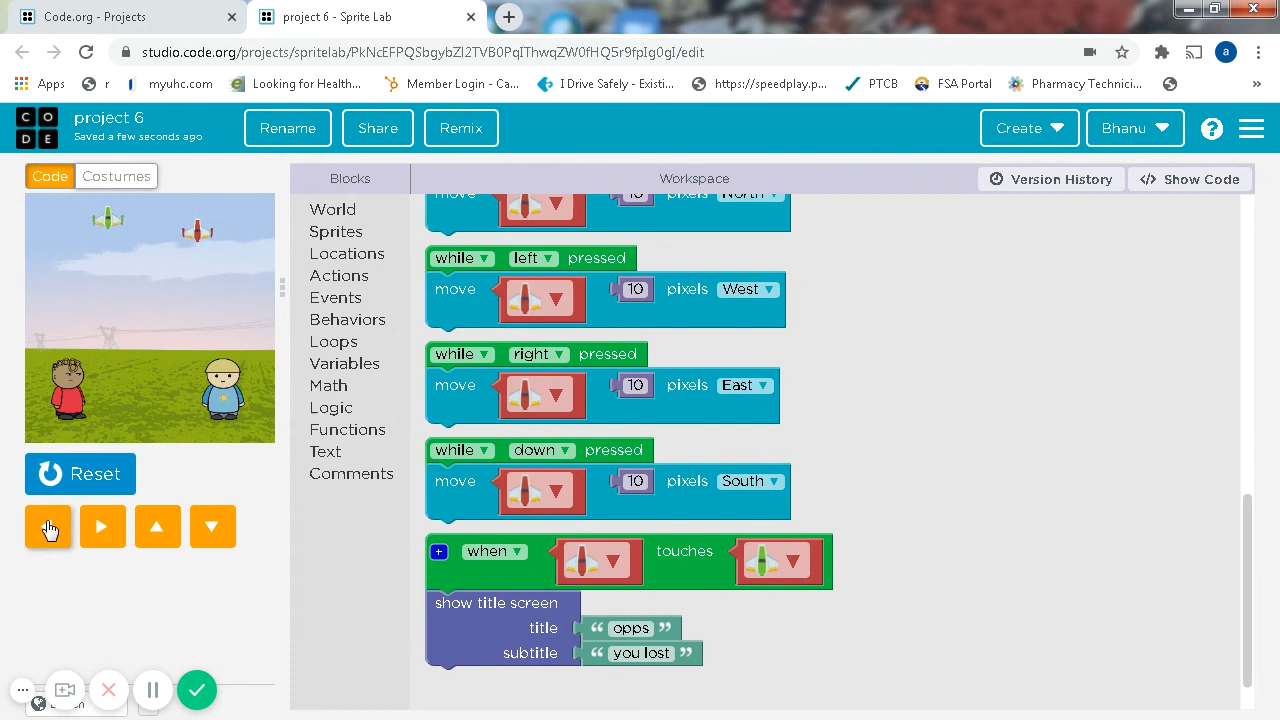 Code.org - Projects
project 6 - Sprite Lab
studio.code.org/projects/spritelab/PkNcEFPQSbgvbZl2TVB0PqIThwqZW0fHQ5r9fpIg0gI/edit
a
Apps
r
myuhc.com
Looking for Health...
Member Login - Ca...
I Drive Safely - Existi...
https://speedplay.p...
PTCB
FSA Portal
Pharmacy Technici...
»
CODE
project 6
Saved a few seconds ago
Rename
Share
Remix
Create
Bhanu
?
Code
Costumes
Blocks
Workspace
Version History
</> Show Code
World
Sprites
Locations
Actions
Events
Behaviors
Loops
Variables
Math
Logic
Functions
Text
Comments
move 10 pixels North
while left pressed
move 10 pixels West
while right pressed
move 10 pixels East
while down pressed
move 10 pixels South
+ when touches
show title screen
title “ opps ”
subtitle “ you lost ”
Reset